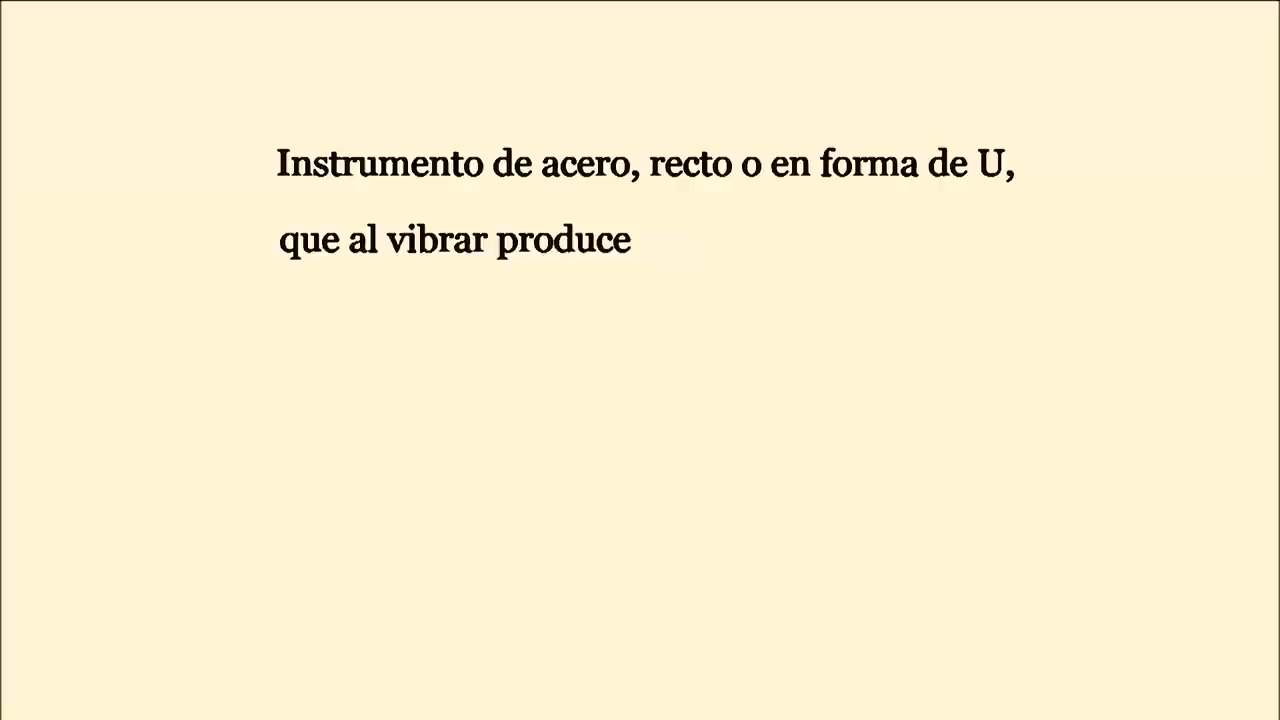 Instrumento de acero, recto o en forma de U,
que al vibrar produce